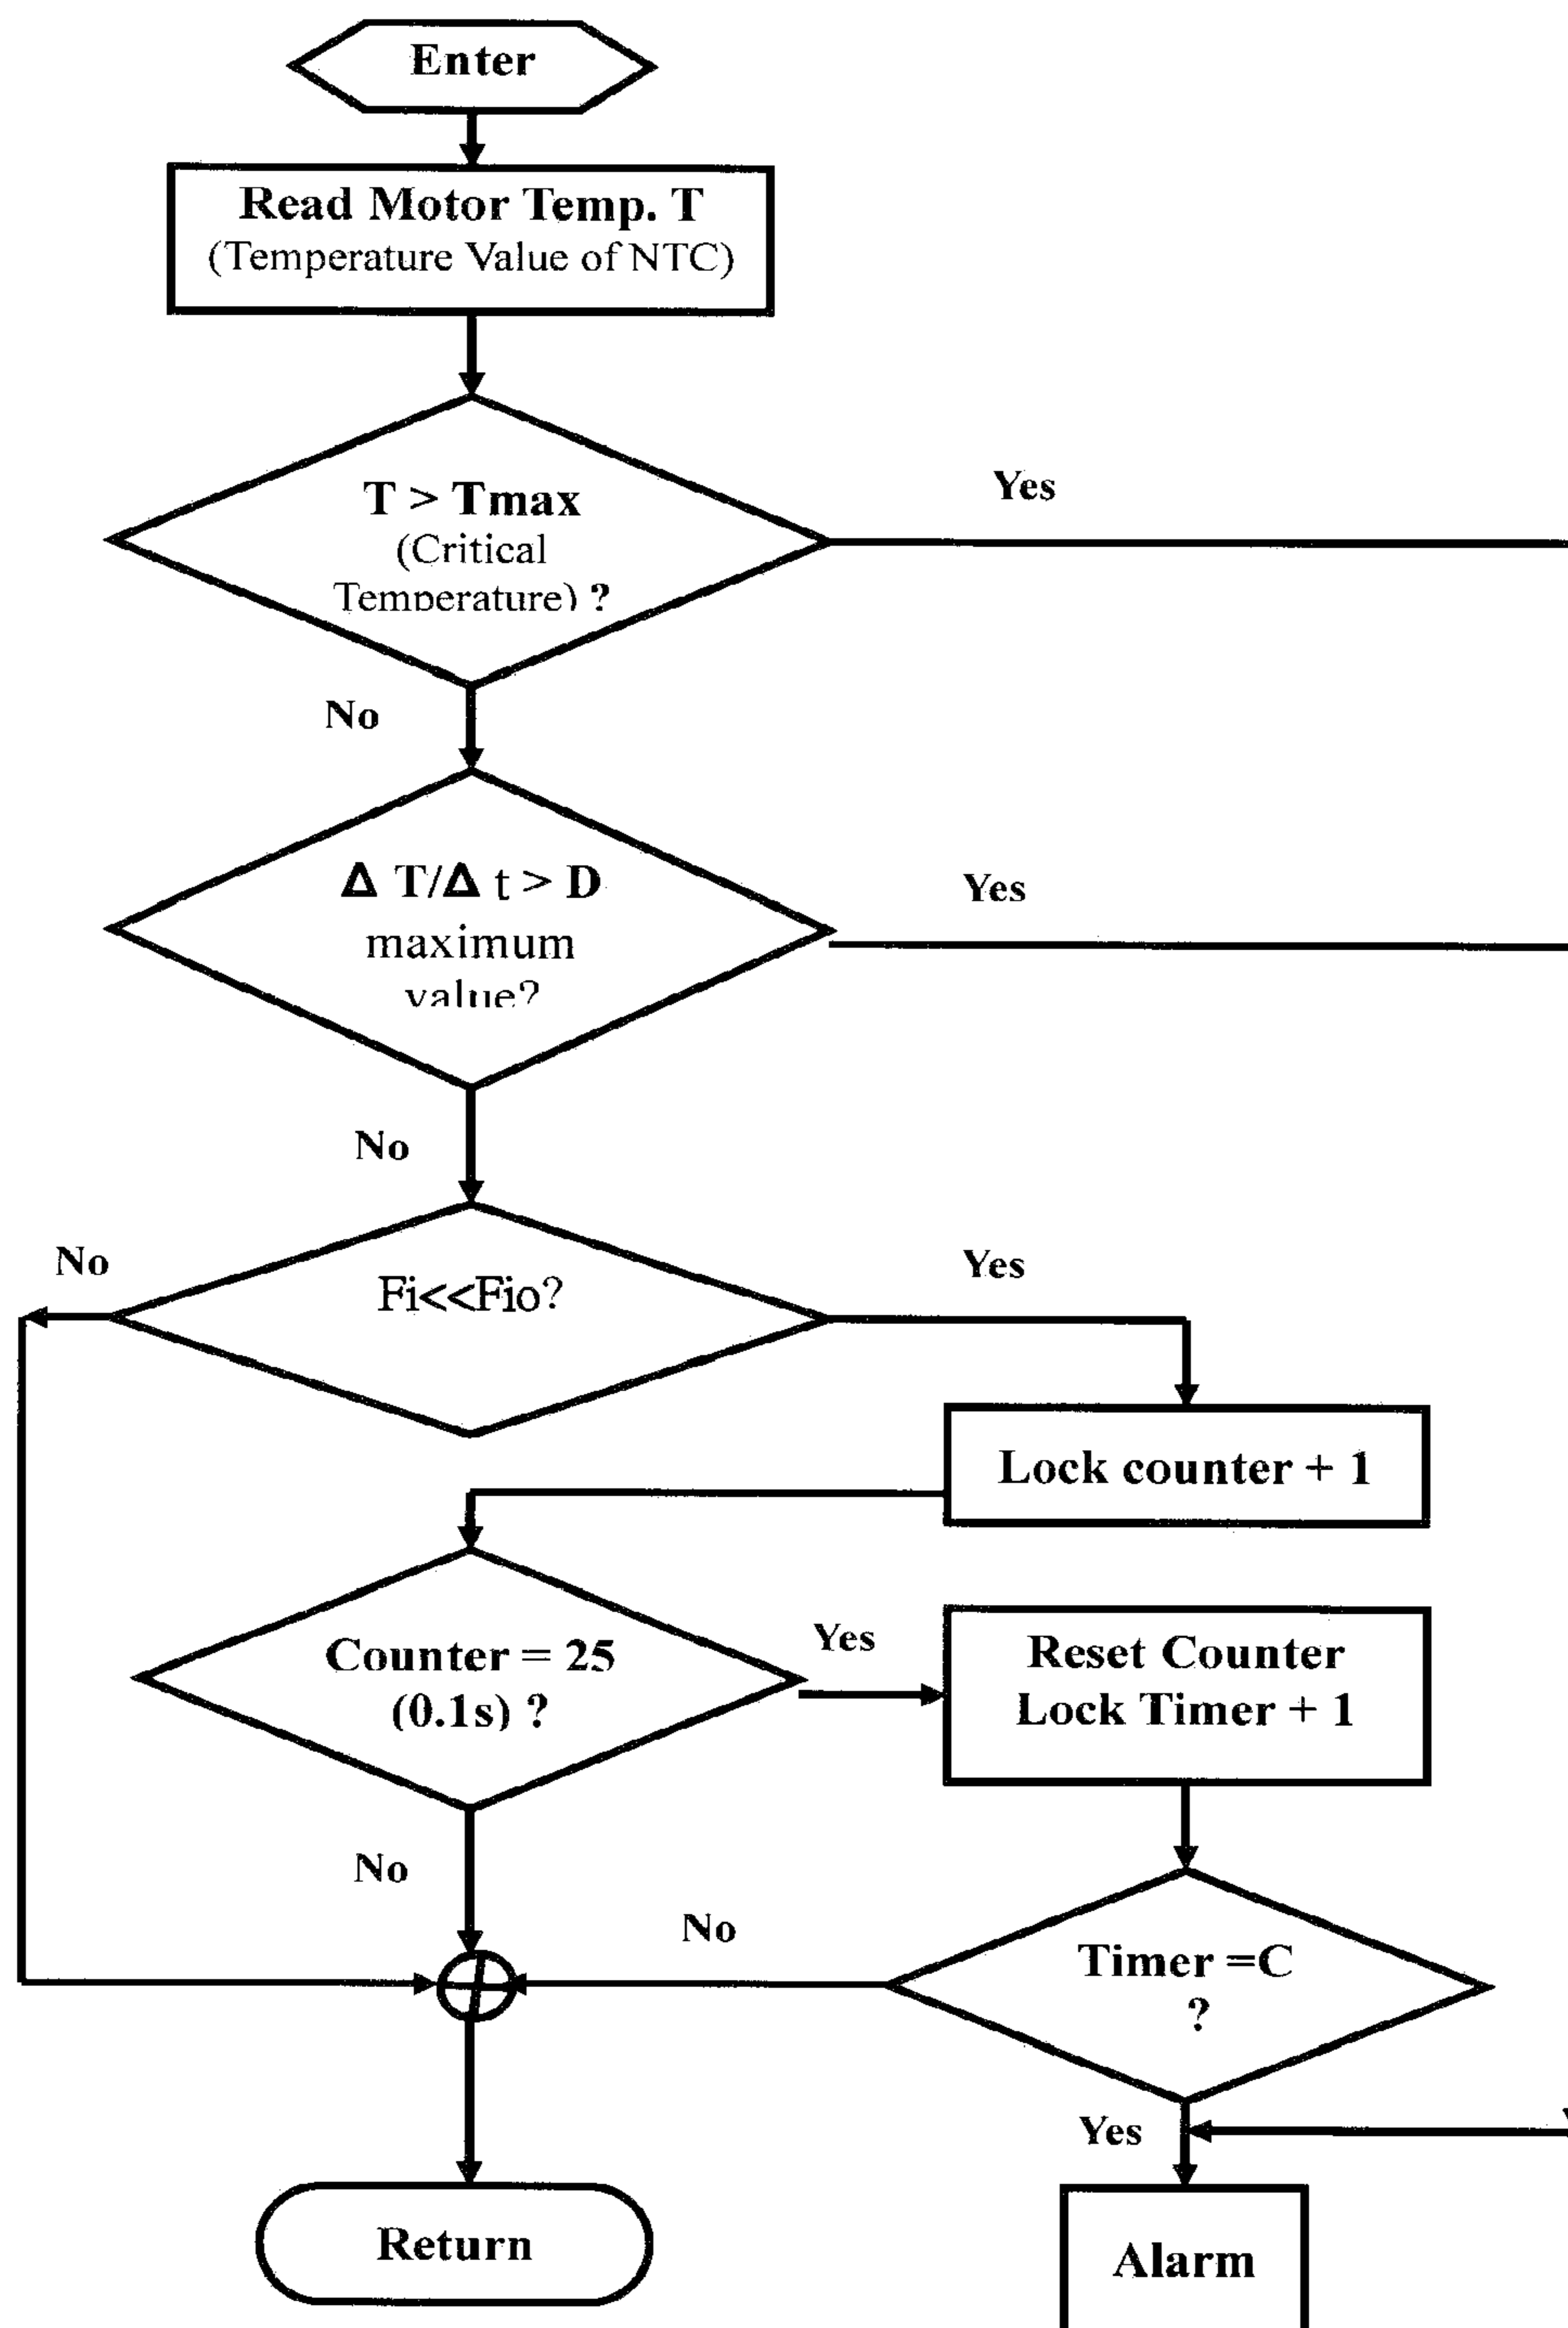 Enter
Read Motor Temp. T
(Temperature Value of NTC)
T > Tmax
(Critical
Temperature) ?
Yes
No
Δ T/Δ t > D
maximum
value?
Yes
No
Fi<<Fio?
No
Yes
Lock counter + 1
Counter = 25
(0.1s) ?
Yes
Reset Counter
Lock Timer + 1
No
No
Timer =C
?
Yes
Return
Alarm